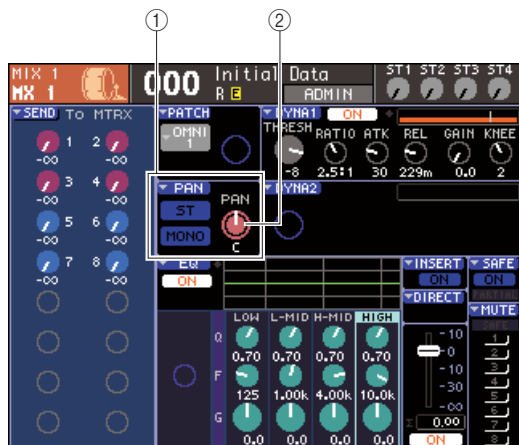 ① ②
MIX 1
MX 1
000
Initial Data
R E
ADMIN
ST1 ST2 ST3 ST4
SEND To MTRX
1 2
-∞ -∞
3 4
-∞ -∞
5 6
-∞ -∞
7 8
-∞ -∞
PATCH
OMNI
1
DYNA1 ON
THRESH RATIO ATK REL GAIN KNEE
-8 2.5:1 30 229m 0.0 2
PAN
ST
MONO
PAN
C
DYNA2
EQ
ON
LOW L-MID H-MID HIGH
Q
0.70 0.70 0.70 0.70
F
125 1.00k 4.00k 10.0k
G
0.0 0.0 0.0 0.0
INSERT
ON
DIRECT
10
0
-10
-30
-∞
Σ 0.00
ON
SAFE
ON
PARTIAL
MUTE
SAFE
1
2
3
4
5
6
7
8